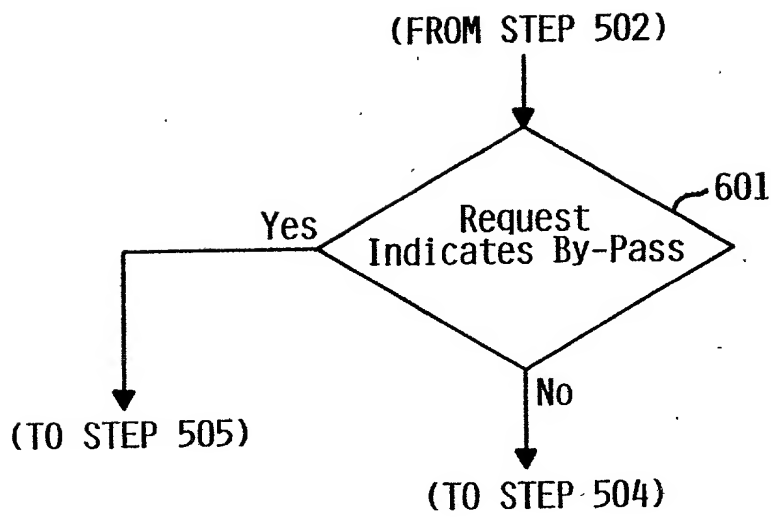 (FROM STEP 502)
601
Yes
Request
Indicates By-Pass
No
(TO STEP 505)
(TO STEP 504)